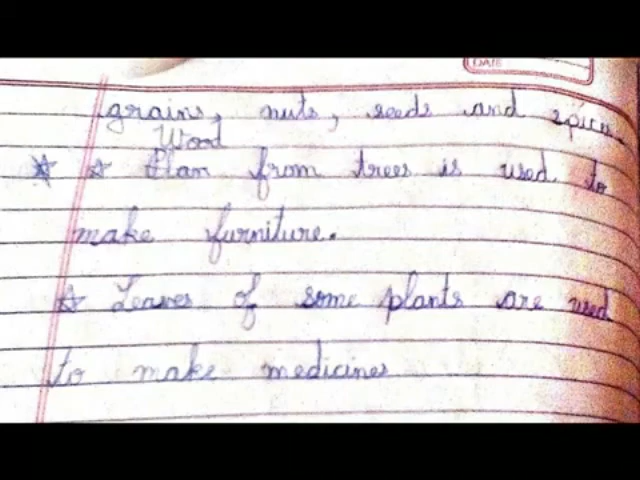 DATE
grains, nuts, seeds and spices.
Wood
☆ ☆ from trees is used to
make furniture.
☆ Leaves of some plants are used
to make medicines